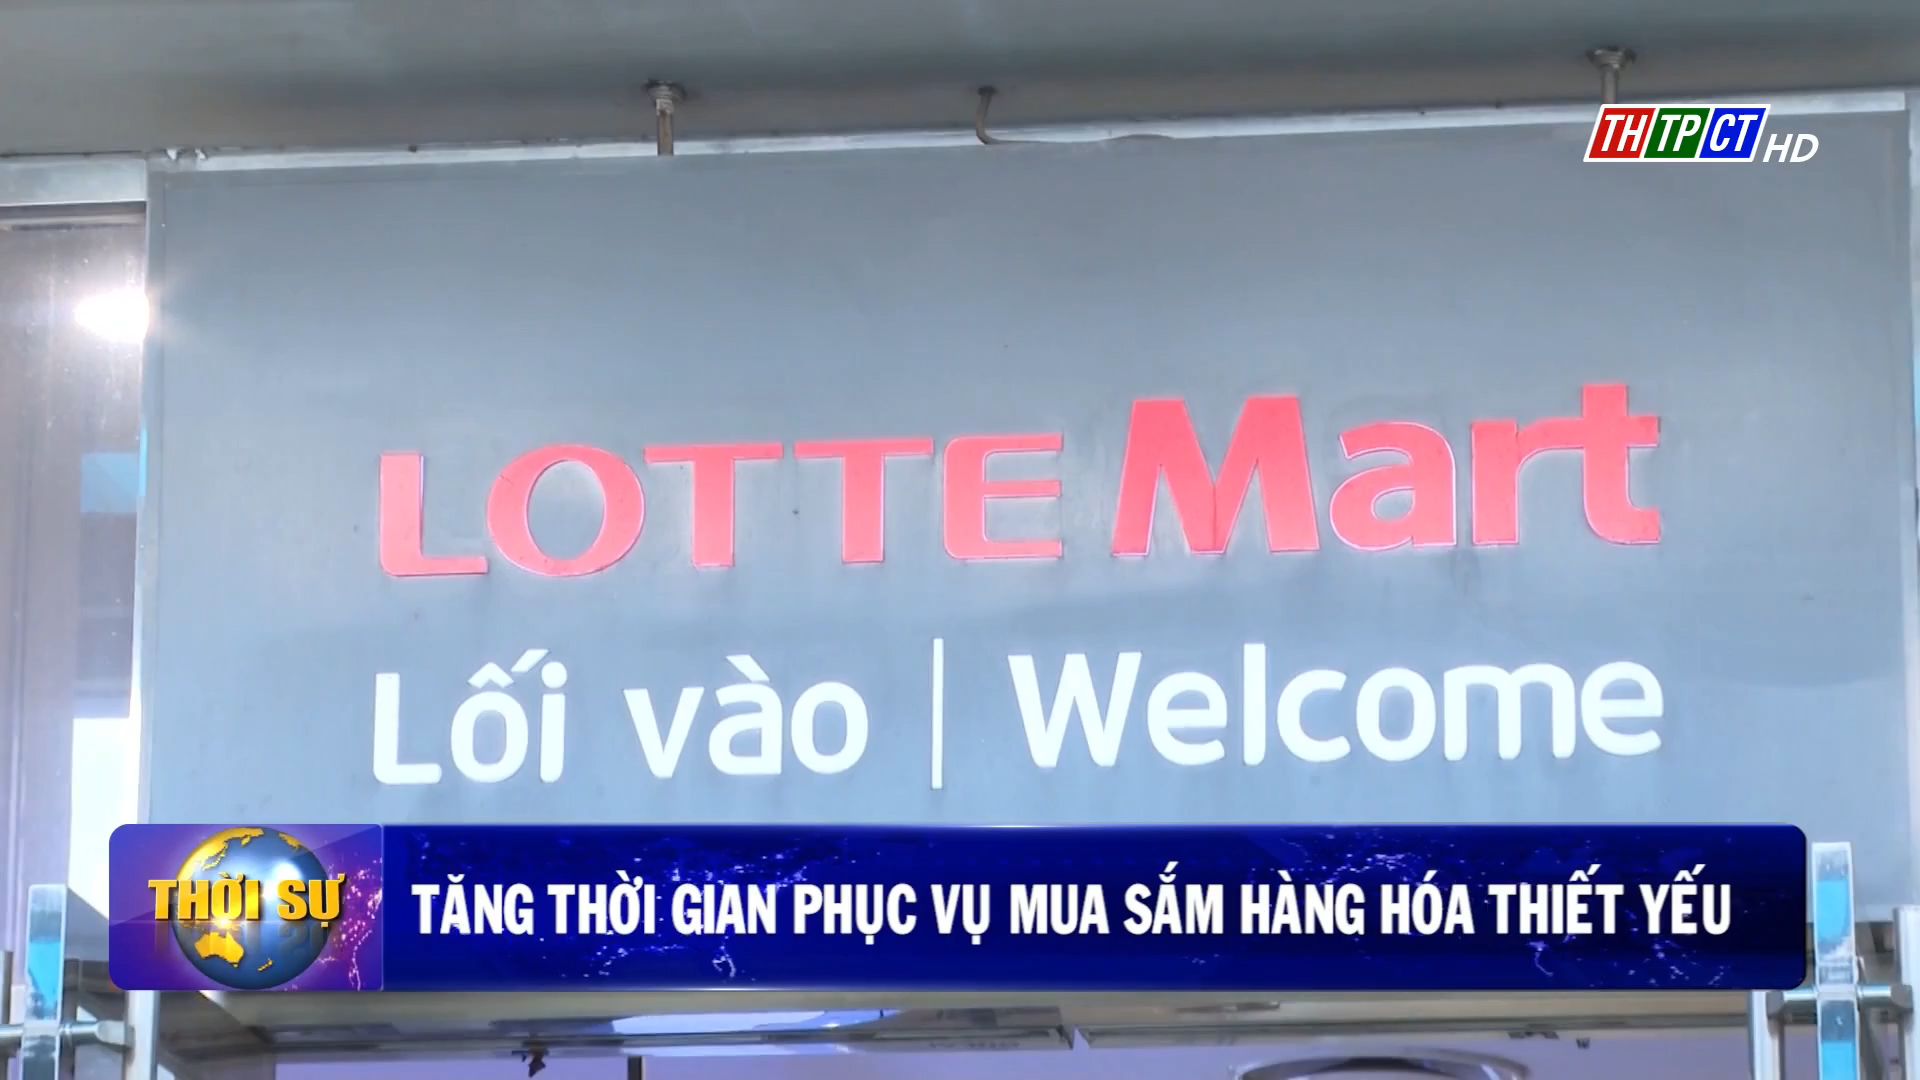 THTPCT HD
LOTTE Mart
Lối vào | Welcome
THỜI SỰ
TĂNG THỜI GIAN PHỤC VỤ MUA SẮM HÀNG HÓA THIẾT YẾU